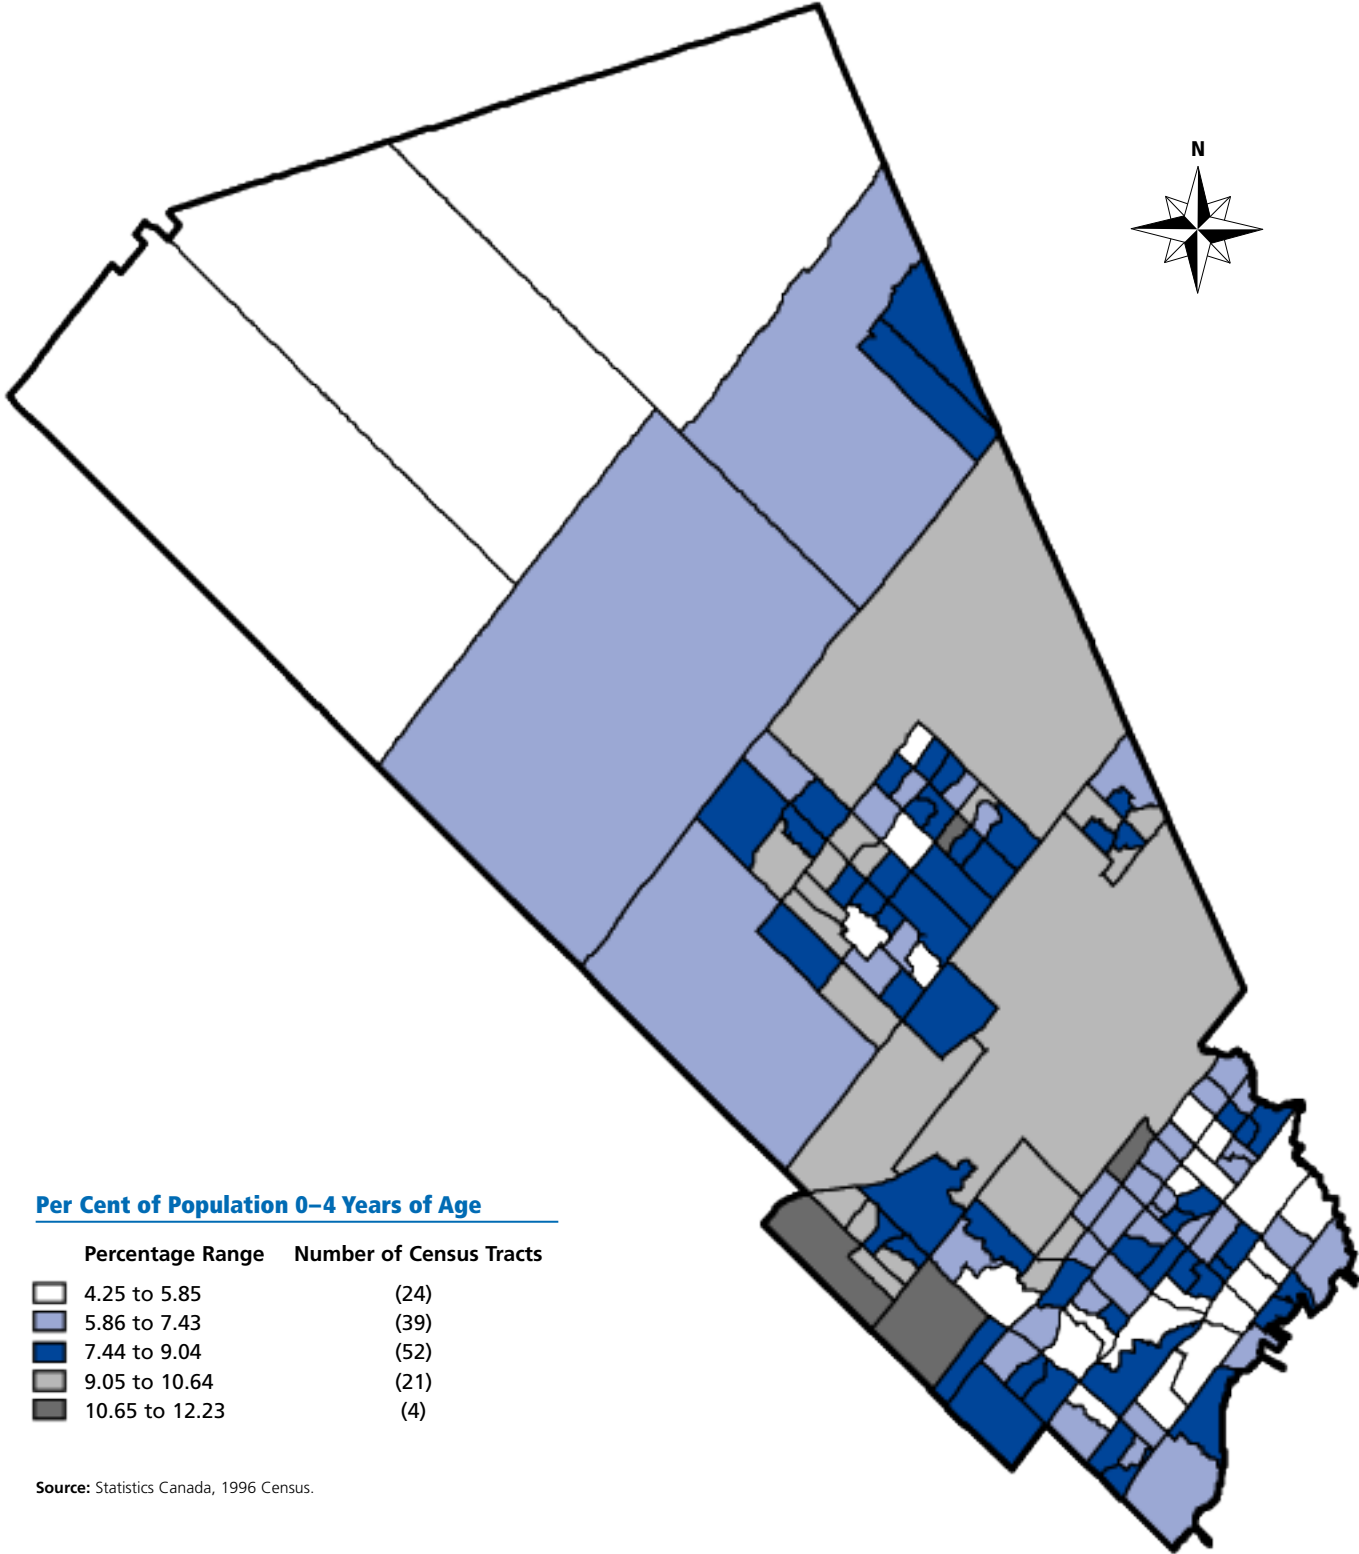 N
Per Cent of Population 0–4 Years of Age
Percentage Range Number of Census Tracts
4.25 to 5.85 (24)
5.86 to 7.43 (39)
7.44 to 9.04 (52)
9.05 to 10.64 (21)
10.65 to 12.23 (4)
Source: Statistics Canada, 1996 Census.